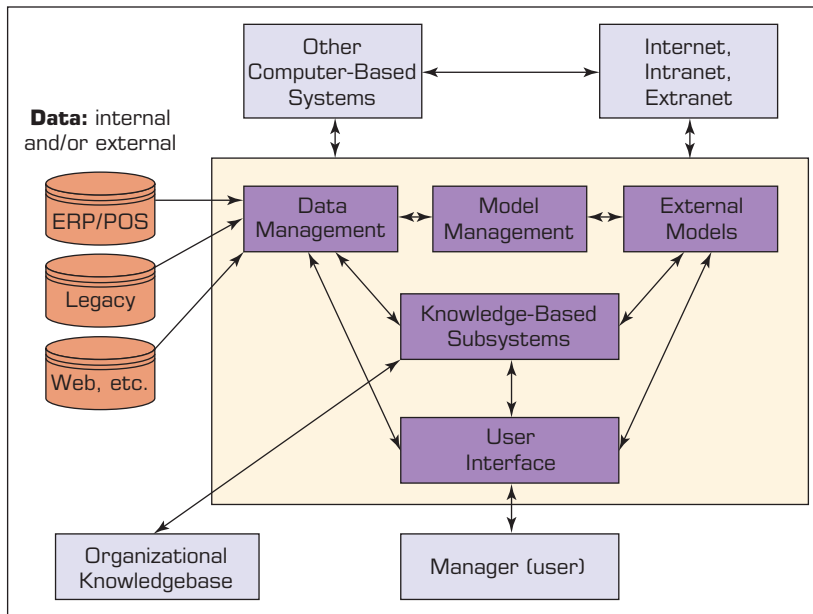 Other
Computer-Based
Systems
Internet,
Intranet,
Extranet
Data: internal
and/or external
ERP/POS
Legacy
Web, etc.
Data
Management
Model
Management
External
Models
Knowledge-Based
Subsystems
User
Interface
Organizational
Knowledgebase
Manager (user)